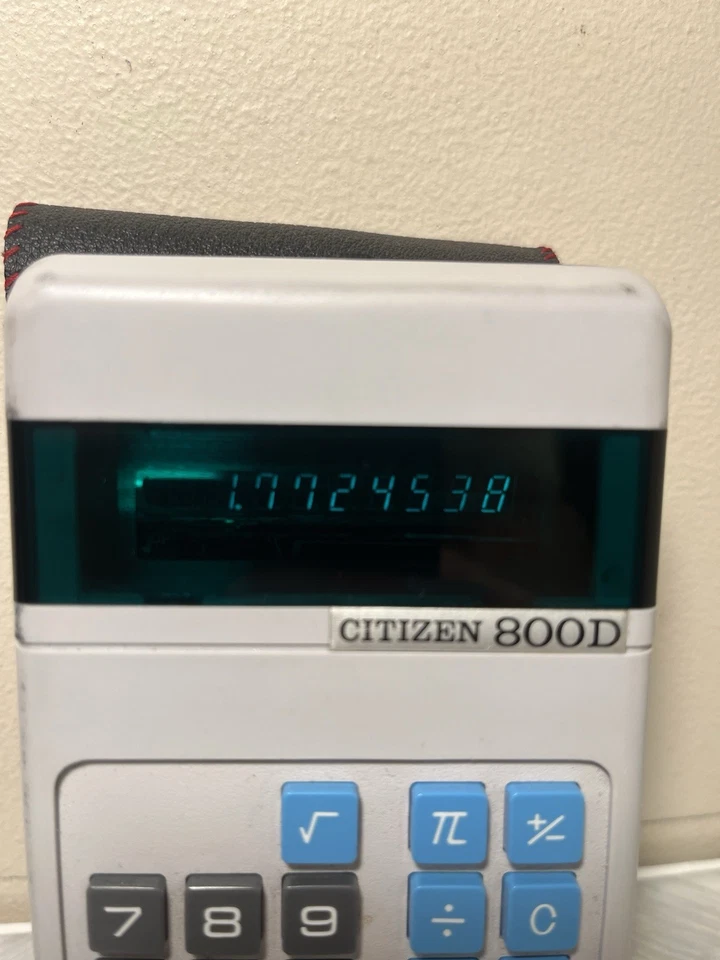 1.7724538
CITIZEN 800D
√ π +/−
7 8 9 ÷ C